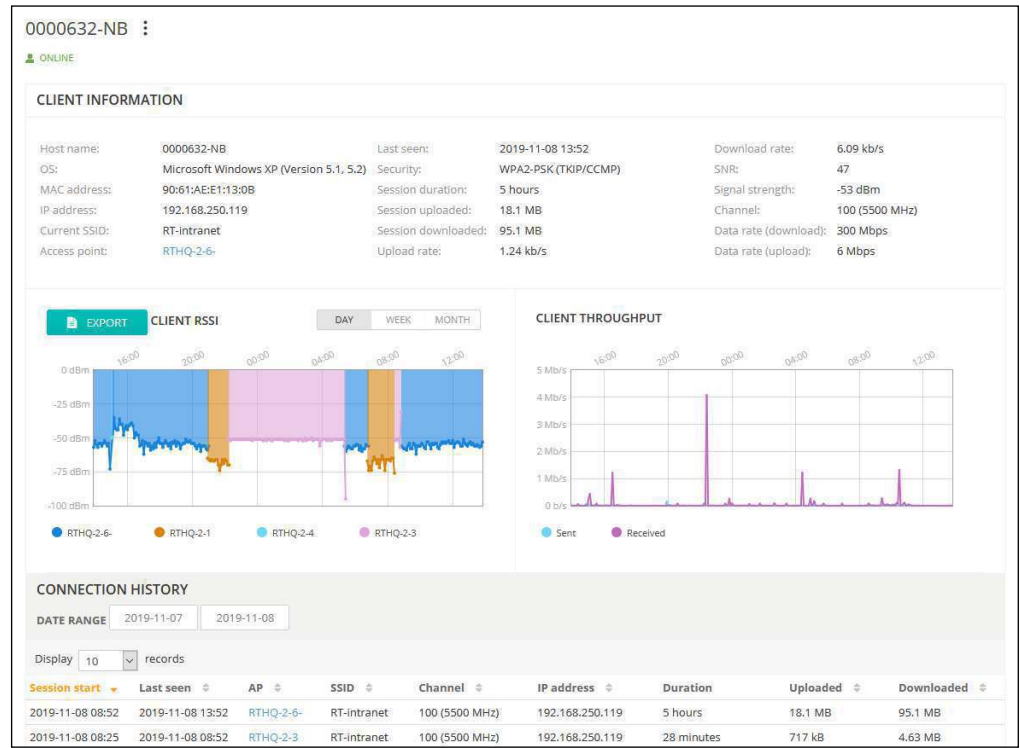 0000632-NB
ONLINE
CLIENT INFORMATION
Host name: 0000632-NB Last seen: 2019-11-08 13:52 Download rate: 6.09 kb/s
OS: Microsoft Windows XP (Version 5.1, 5.2) Security: WPA2-PSK (TKIP/CCMP) SNR: 47
MAC address: 90:61:AE:E1:13:0B Session duration: 5 hours Signal strength: -53 dBm
IP address: 192.168.250.119 Session uploaded: 18.1 MB Channel: 100 (5500 MHz)
Current SSID: RT-intranet Session downloaded: 95.1 MB Data rate (download): 300 Mbps
Access point: RTHQ-2-6- Upload rate: 1.24 kb/s Data rate (upload): 6 Mbps
EXPORT CLIENT RSSI DAY WEEK MONTH
16:00 20:00 00:00 04:00 08:00 12:00
0 dBm
-25 dBm
-50 dBm
-75 dBm
-100 dBm
RTHQ-2-6- RTHQ-2-1 RTHQ-2-4 RTHQ-2-3
CLIENT THROUGHPUT
16:00 20:00 00:00 04:00 08:00 12:00
5 Mb/s
4 Mb/s
3 Mb/s
2 Mb/s
1 Mb/s
0 b/s
Sent Received
CONNECTION HISTORY
DATE RANGE 2019-11-07 2019-11-08
Display 10 records
Session start Last seen AP SSID Channel IP address Duration Uploaded Downloaded
2019-11-08 08:52 2019-11-08 13:52 RTHQ-2-6- RT-intranet 100 (5500 MHz) 192.168.250.119 5 hours 18.1 MB 95.1 MB
2019-11-08 08:25 2019-11-08 08:52 RTHQ-2-3 RT-intranet 100 (5500 MHz) 192.168.250.119 28 minutes 717 kB 4.63 MB